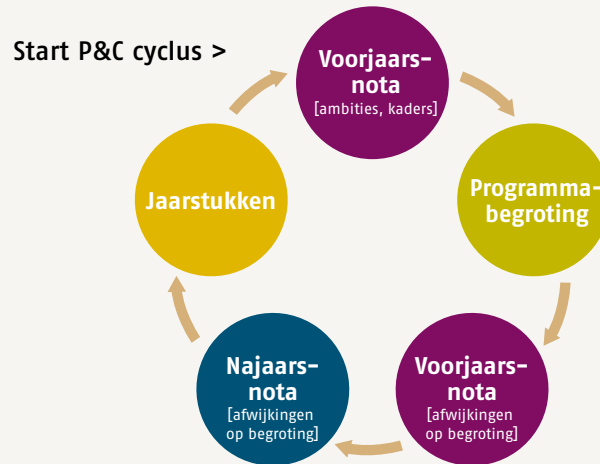 Start P&C cyclus >
Voorjaars-
nota
[ambities, kaders]
Programma-
begroting
Voorjaars-
nota
[afwijkingen
op begroting]
Najaars-
nota
[afwijkingen
op begroting]
Jaarstukken